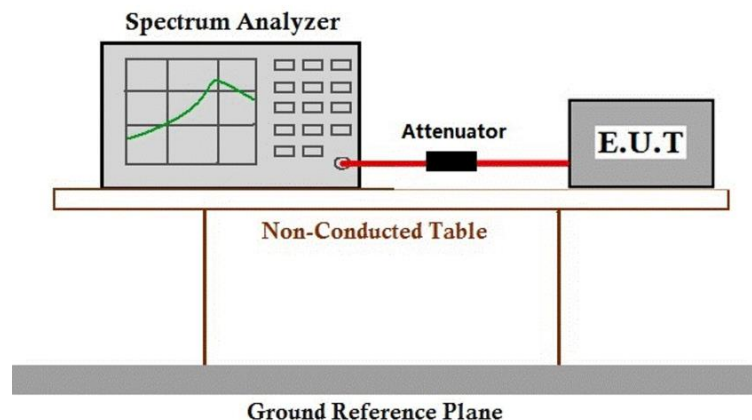 Spectrum Analyzer
Attenuator
E.U.T
Non-Conducted Table
Ground Reference Plane